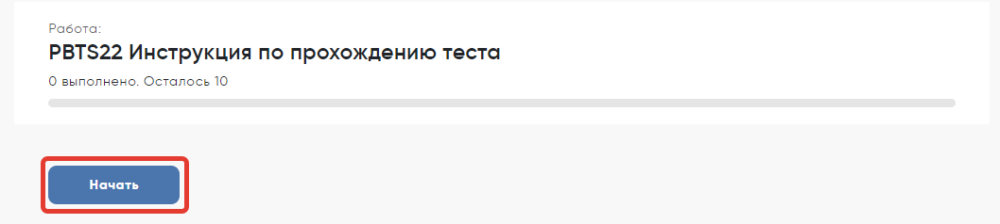 Работа:
PBTS22 Инструкция по прохождению теста
0 выполнено. Осталось 10
Начать